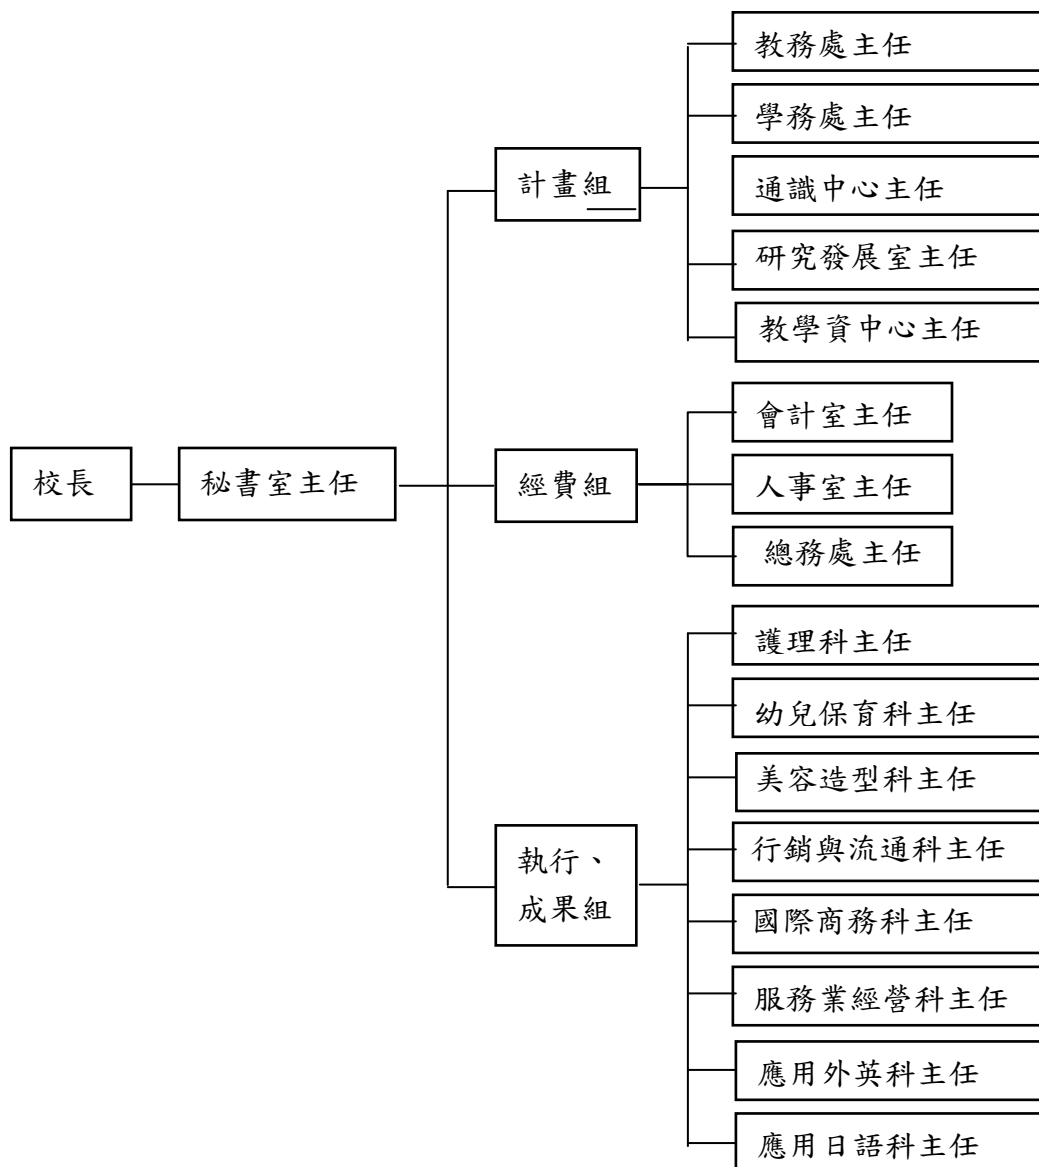 教務處主任
學務處主任
計畫組
通識中心主任
研究發展室主任
教學資中心主任
會計室主任
校長
秘書室主任
經費組
人事室主任
總務處主任
護理科主任
幼兒保育科主任
美容造型科主任
執行、
成果組
行銷與流通科主任
國際商務科主任
服務業經營科主任
應用外英科主任
應用日語科主任